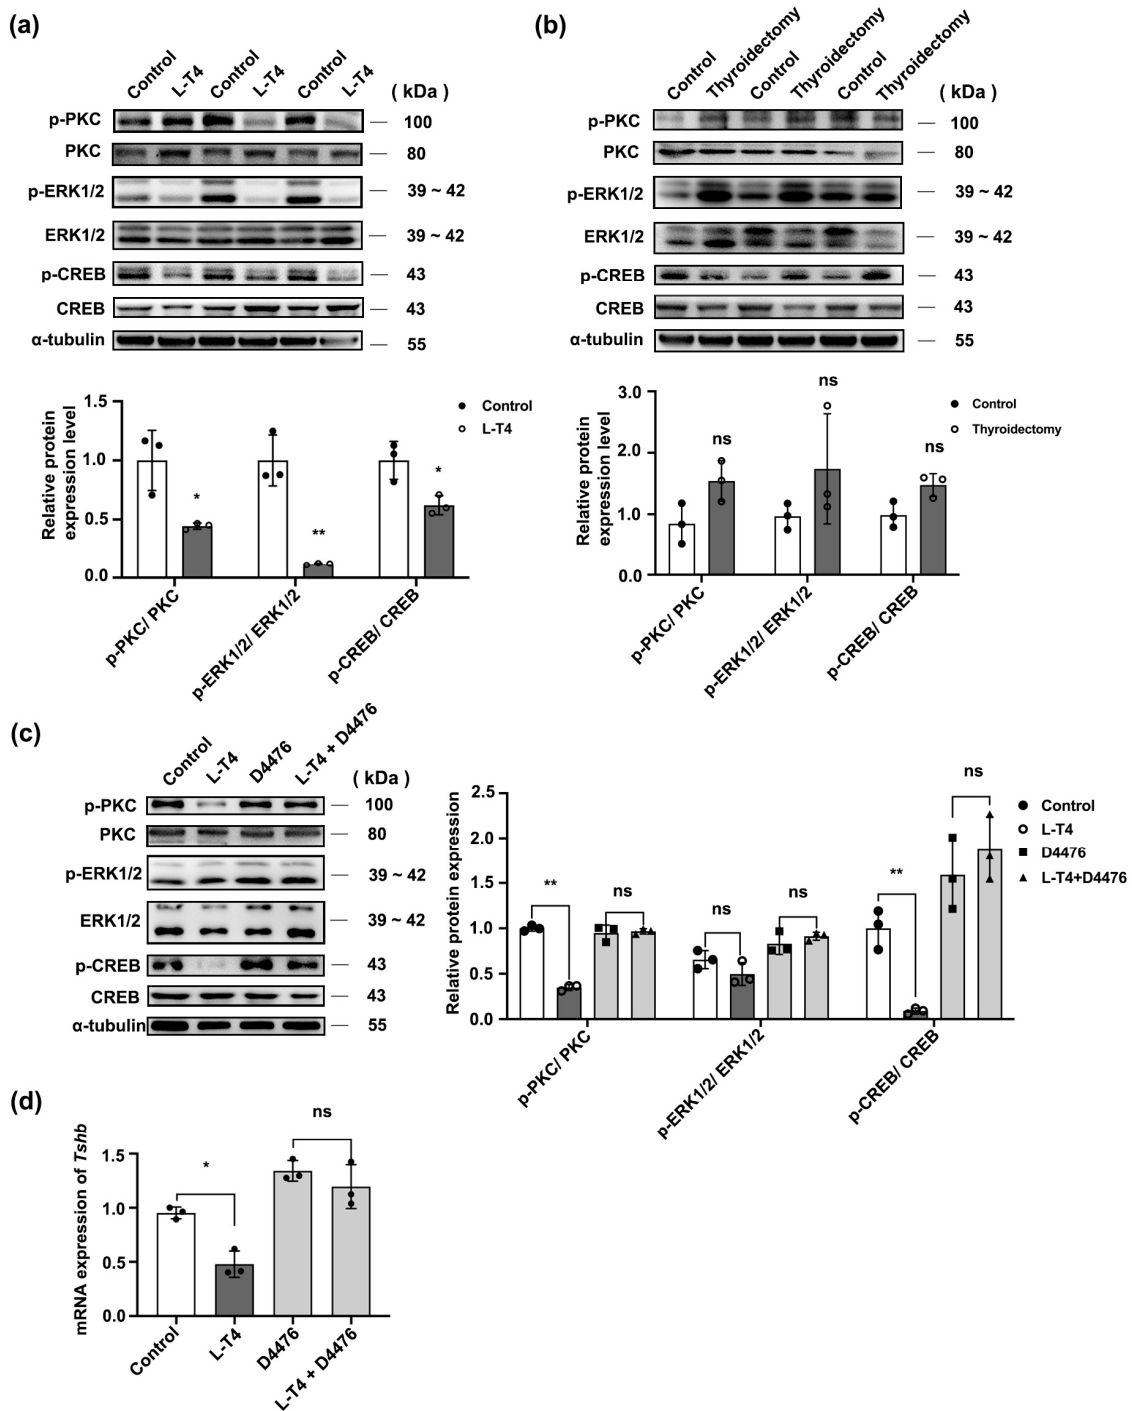 (a)
Control L-T4 Control L-T4 Control L-T4
( kDa )
p-PKC 100
PKC 80
p-ERK1/2 39 ~ 42
ERK1/2 39 ~ 42
p-CREB 43
CREB 43
α-tubulin 55
Relative protein
expression level
1.5
1.0
0.5
0.0
* ** *
Control
L-T4
p-PKC/ PKC
p-ERK1/2/ ERK1/2
p-CREB/ CREB
(b)
Control Thyroidectomy Control Thyroidectomy Control Thyroidectomy
( kDa )
p-PKC 100
PKC 80
p-ERK1/2 39 ~ 42
ERK1/2 39 ~ 42
p-CREB 43
CREB 43
α-tubulin 55
Relative protein
expression level
3.0
2.0
1.0
0.0
ns ns ns
Control
Thyroidectomy
p-PKC/ PKC
p-ERK1/2/ ERK1/2
p-CREB/ CREB
(c)
Control L-T4 D4476 L-T4 + D4476
( kDa )
p-PKC 100
PKC 80
p-ERK1/2 39 ~ 42
ERK1/2 39 ~ 42
p-CREB 43
CREB 43
α-tubulin 55
Relative protein expression
2.5
2.0
1.5
1.0
0.5
0.0
** ns ns ns ** ns
Control
L-T4
D4476
L-T4+D4476
p-PKC/ PKC
p-ERK1/2/ ERK1/2
p-CREB/ CREB
(d)
mRNA expression of Tshb
1.5
1.0
0.5
0.0
* ns
Control
L-T4
D4476
L-T4 + D4476